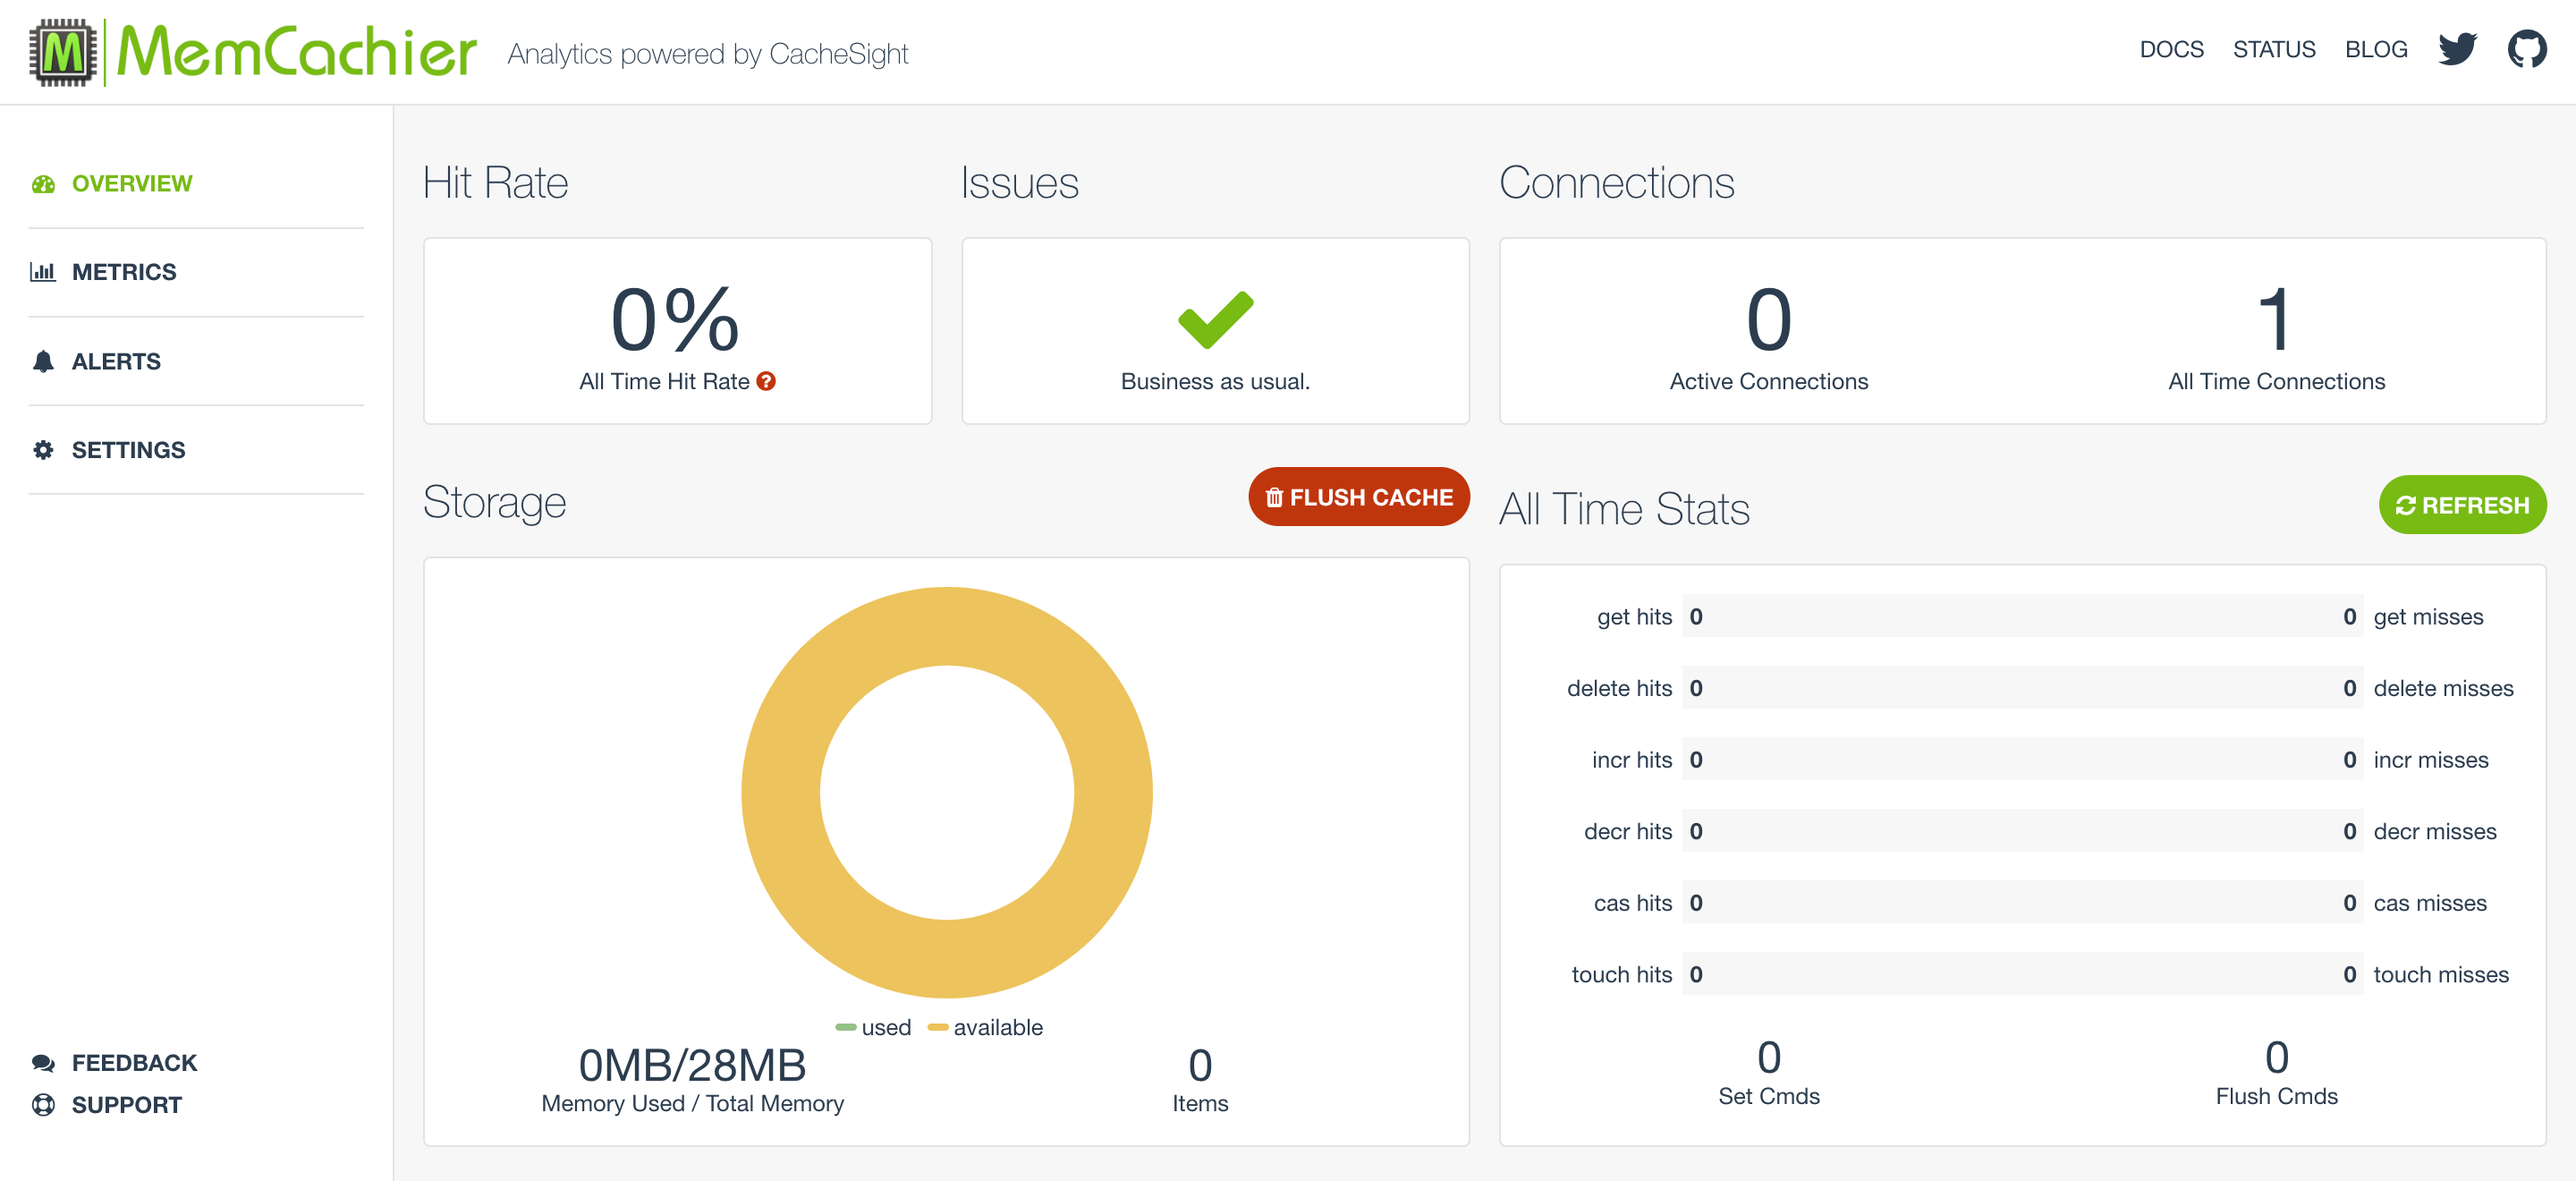 M MemCachier Analytics powered by CacheSight DOCS STATUS BLOG
OVERVIEW
METRICS
ALERTS
SETTINGS
FEEDBACK
SUPPORT
Hit Rate
0%
All Time Hit Rate ?
Issues
Business as usual.
Connections
0
Active Connections
1
All Time Connections
Storage
FLUSH CACHE
used available
0MB/28MB
Memory Used / Total Memory
0
Items
All Time Stats
REFRESH
get hits 0 0 get misses
delete hits 0 0 delete misses
incr hits 0 0 incr misses
decr hits 0 0 decr misses
cas hits 0 0 cas misses
touch hits 0 0 touch misses
0
Set Cmds
0
Flush Cmds